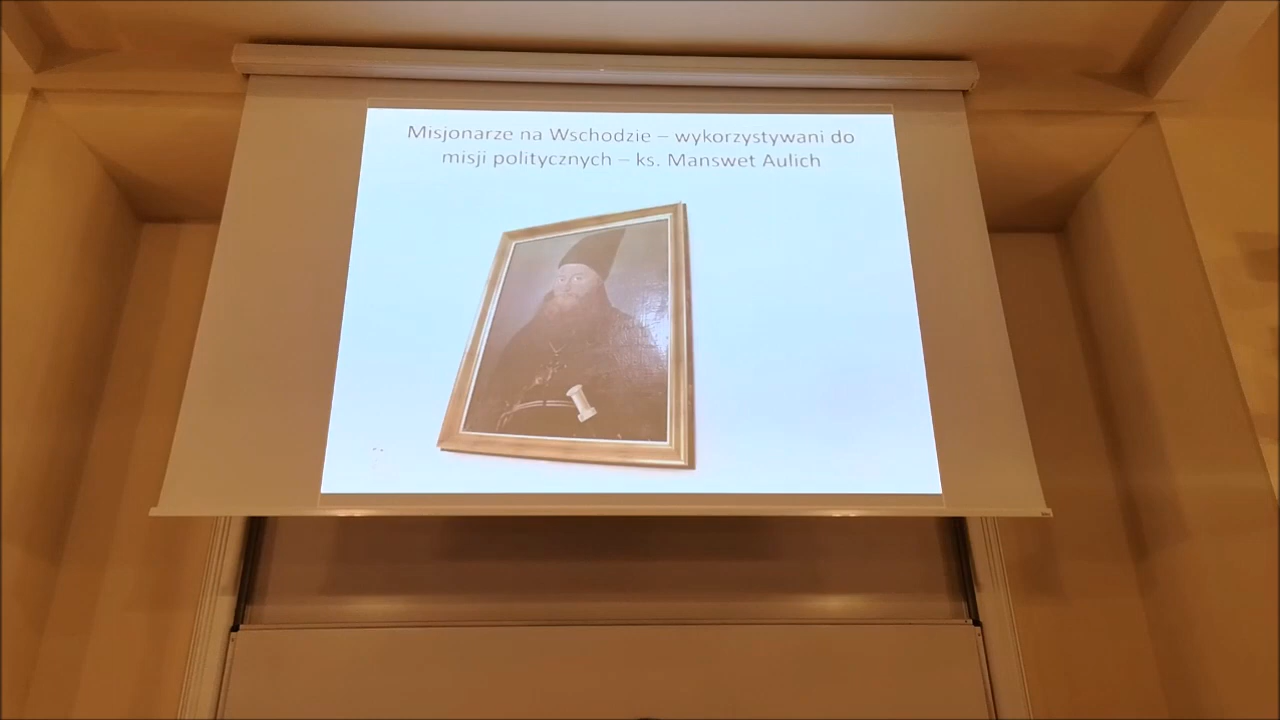 Misjonarze na Wschodzie – wykorzystywani do
misji politycznych – ks. Manswet Aulich